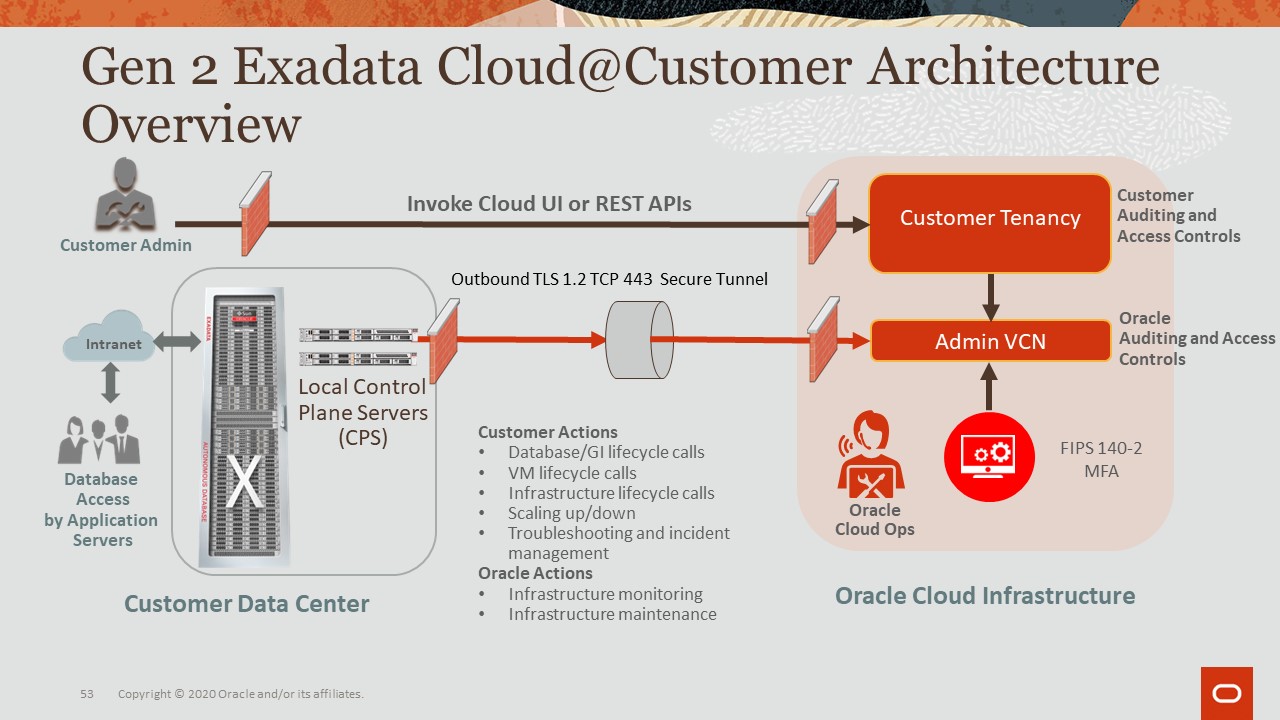 Gen 2 Exadata Cloud@Customer Architecture
Overview
Customer Admin
Invoke Cloud UI or REST APIs
Customer Tenancy
Customer
Auditing and
Access Controls
Outbound TLS 1.2 TCP 443 Secure Tunnel
Intranet
EXADATA
AUTONOMOUS DATABASE
X
Local Control
Plane Servers
(CPS)
Admin VCN
Oracle
Auditing and Access
Controls
Database
Access
by Application
Servers
Customer Actions
• Database/GI lifecycle calls
• VM lifecycle calls
• Infrastructure lifecycle calls
• Scaling up/down
• Troubleshooting and incident
management
Oracle Actions
• Infrastructure monitoring
• Infrastructure maintenance
Oracle
Cloud Ops
FIPS 140-2
MFA
Customer Data Center
Oracle Cloud Infrastructure
53
Copyright © 2020 Oracle and/or its affiliates.